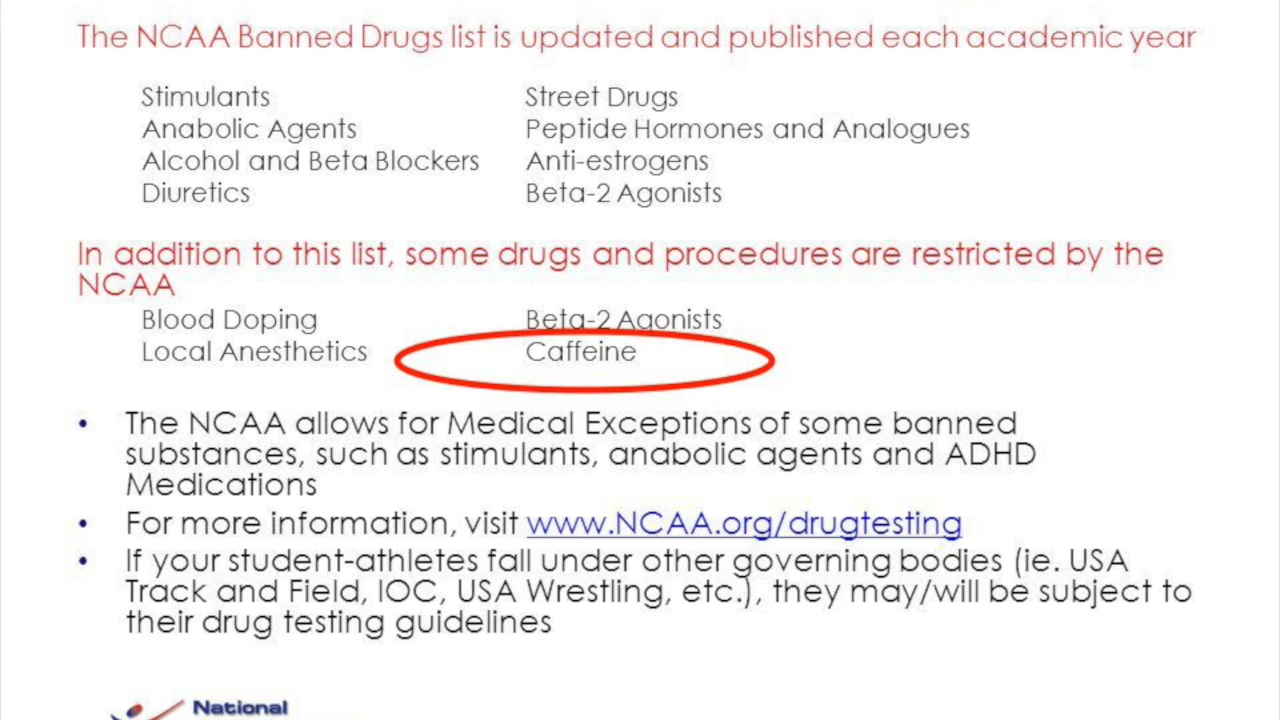 The NCAA Banned Drugs list is updated and published each academic year
Stimulants Street Drugs
Anabolic Agents Peptide Hormones and Analogues
Alcohol and Beta Blockers Anti-estrogens
Diuretics Beta-2 Agonists
In addition to this list, some drugs and procedures are restricted by the
NCAA
Blood Doping Beta-2 Agonists
Local Anesthetics Caffeine
• The NCAA allows for Medical Exceptions of some banned
substances, such as stimulants, anabolic agents and ADHD
Medications
• For more information, visit www.NCAA.org/drugtesting
• If your student-athletes fall under other governing bodies (ie. USA
Track and Field, IOC, USA Wrestling, etc.), they may/will be subject to
their drug testing guidelines
National